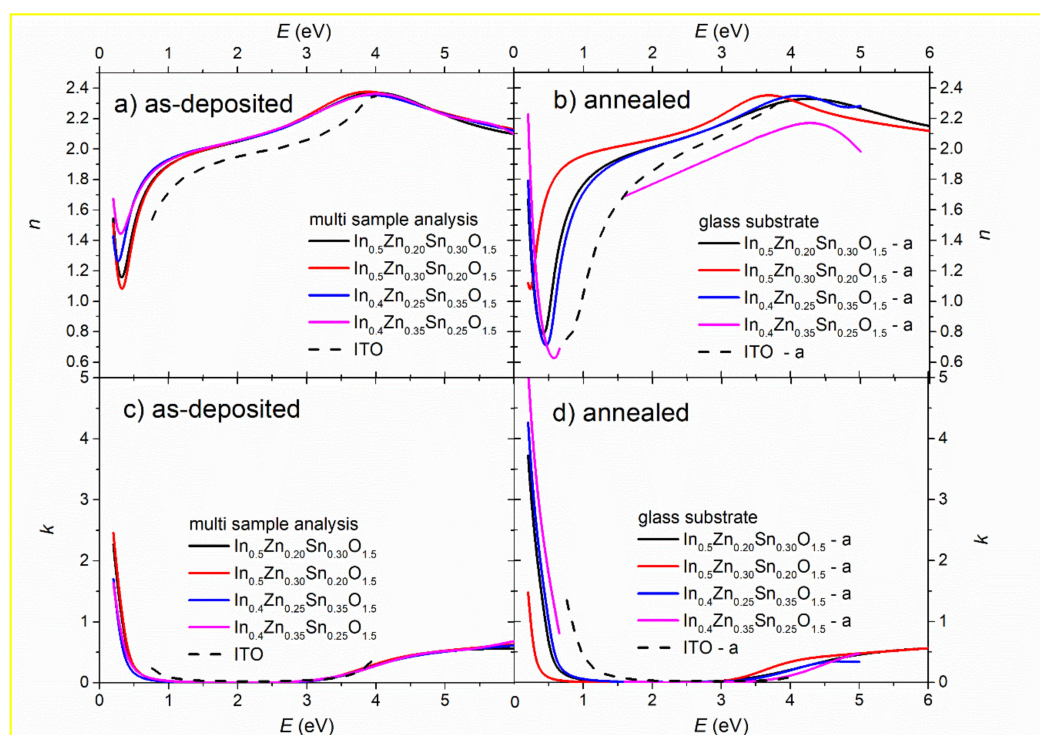 E (eV)
0 1 2 3 4 5
E (eV)
0 1 2 3 4 5 6
a) as-deposited
2.4
2.2
2.0
1.8
1.6
1.4
1.2
1.0
0.8
0.6
n
multi sample analysis
In0.5Zn0.20Sn0.30O1.5
In0.5Zn0.30Sn0.20O1.5
In0.4Zn0.25Sn0.35O1.5
In0.4Zn0.35Sn0.25O1.5
ITO
b) annealed
glass substrate
In0.5Zn0.20Sn0.30O1.5 - a
In0.5Zn0.30Sn0.20O1.5 - a
In0.4Zn0.25Sn0.35O1.5 - a
In0.4Zn0.35Sn0.25O1.5 - a
ITO - a
2.4
2.2
2.0
1.8
1.6
1.4
1.2
1.0
0.8
0.6
n
c) as-deposited
5
4
3
2
1
0
k
multi sample analysis
In0.5Zn0.20Sn0.30O1.5
In0.5Zn0.30Sn0.20O1.5
In0.4Zn0.25Sn0.35O1.5
In0.4Zn0.35Sn0.25O1.5
ITO
d) annealed
glass substrate
In0.5Zn0.20Sn0.30O1.5 - a
In0.5Zn0.30Sn0.20O1.5 - a
In0.4Zn0.25Sn0.35O1.5 - a
In0.4Zn0.35Sn0.25O1.5 - a
ITO - a
5
4
3
2
1
0
k
0 1 2 3 4 5
E (eV)
0 1 2 3 4 5 6
E (eV)